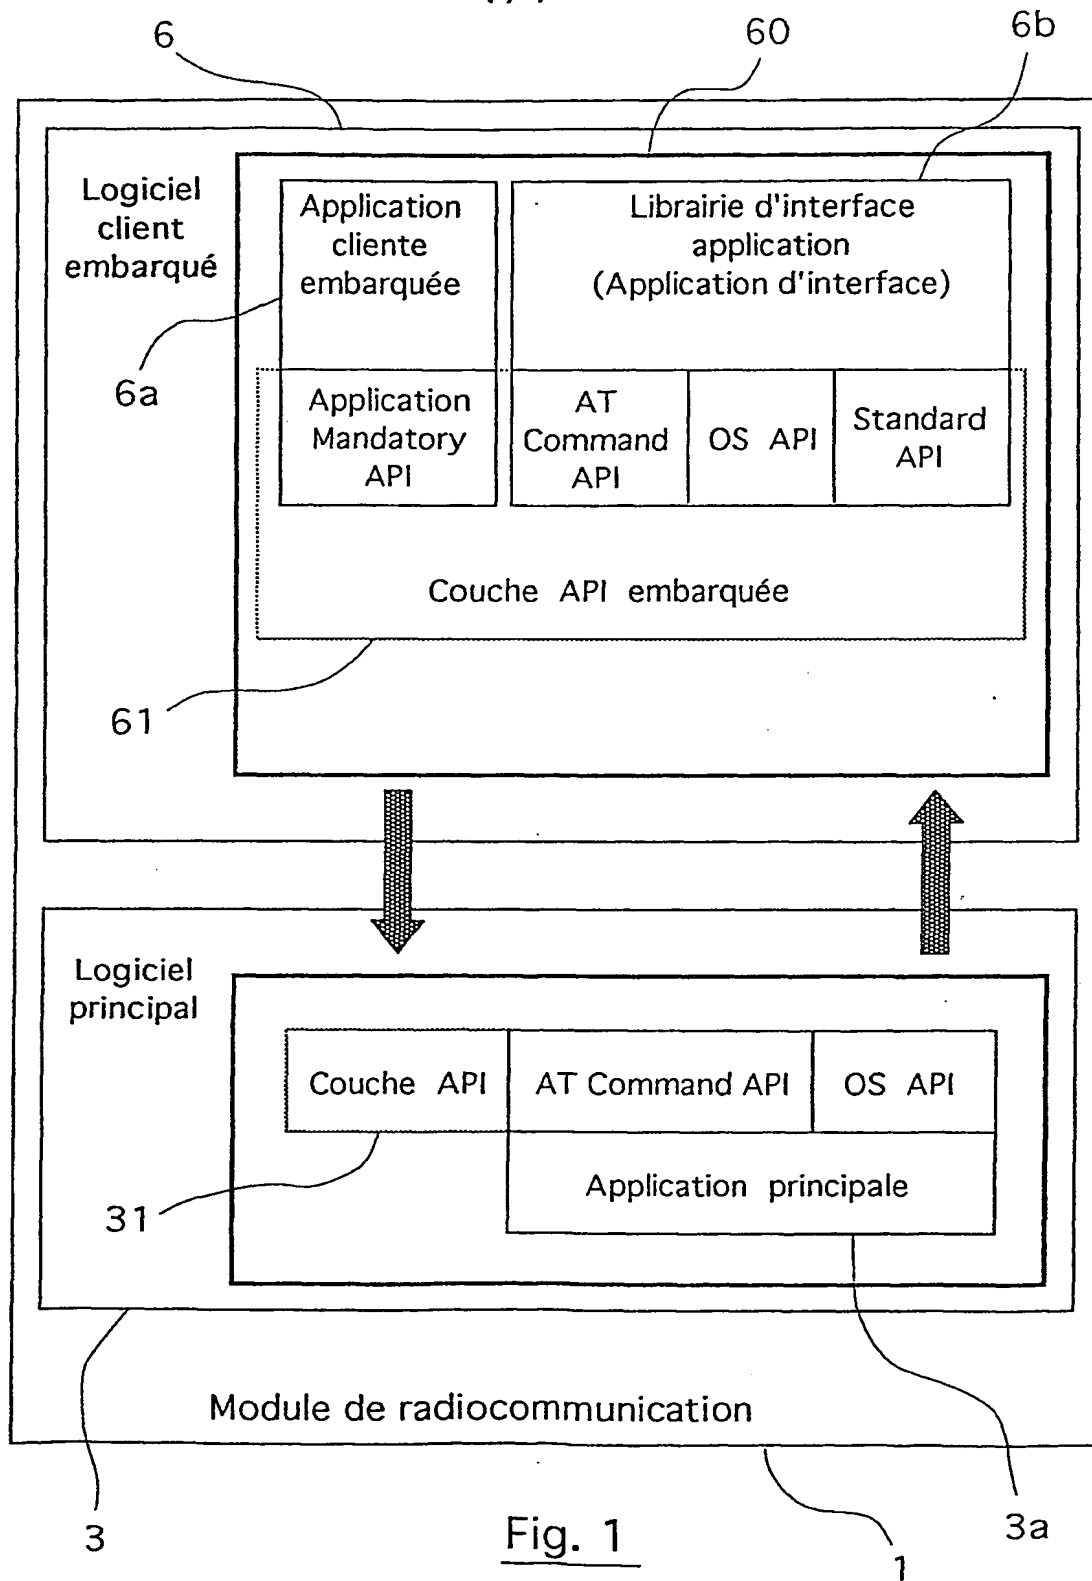 6
60
6b
Logiciel
client
embarqué
Application
cliente
embarquée
Librairie d'interface
application
(Application d'interface)
6a
Application
Mandatory
API
AT
Command
API
OS API
Standard
API
Couche API embarquée
61
Logiciel
principal
Couche API
AT Command API
OS API
Application principale
31
Module de radiocommunication
3
Fig. 1
1
3a